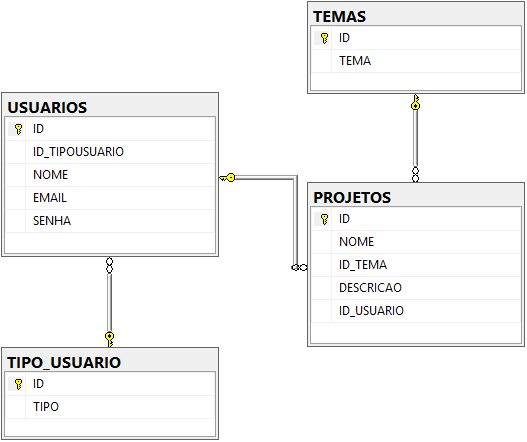 TEMAS
ID
TEMA
USUARIOS
ID
ID_TIPOUSUARIO
NOME
EMAIL
SENHA
PROJETOS
ID
NOME
ID_TEMA
DESCRICAO
ID_USUARIO
TIPO_USUARIO
ID
TIPO